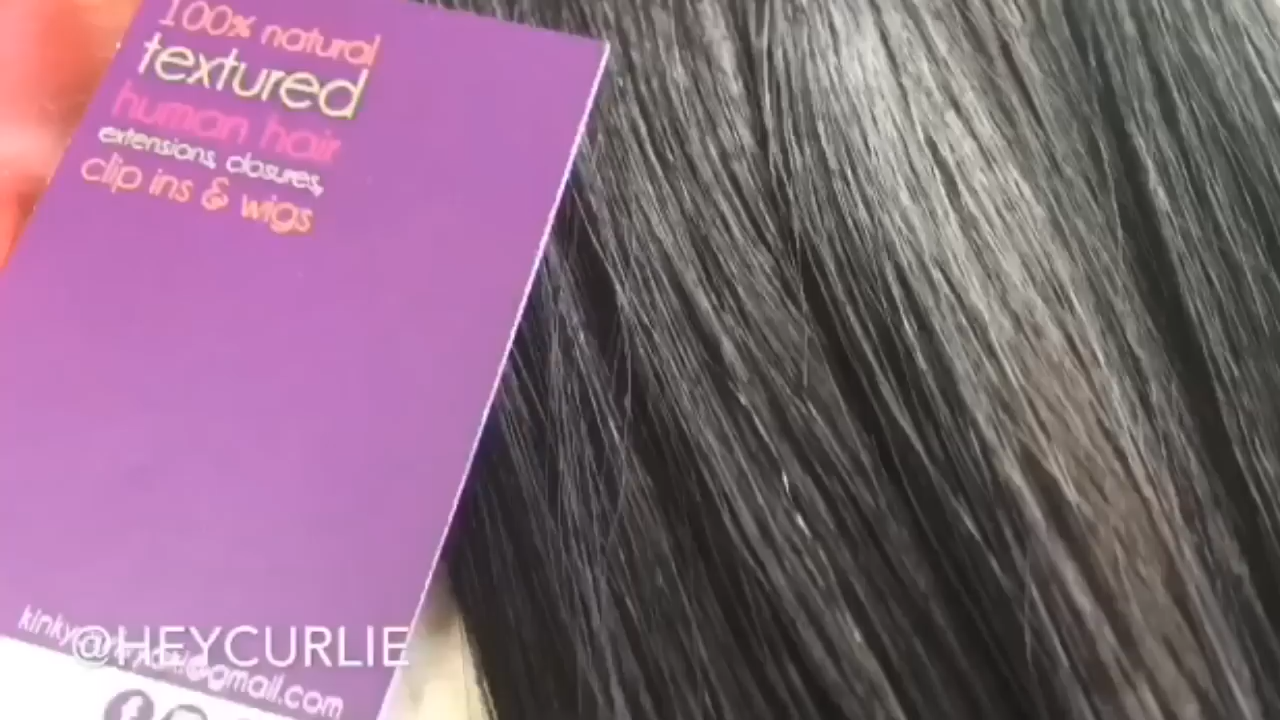 100% natural
textured
human hair
extensions, closures,
clip ins & wigs
@HEYCURLIE
@gmail.com